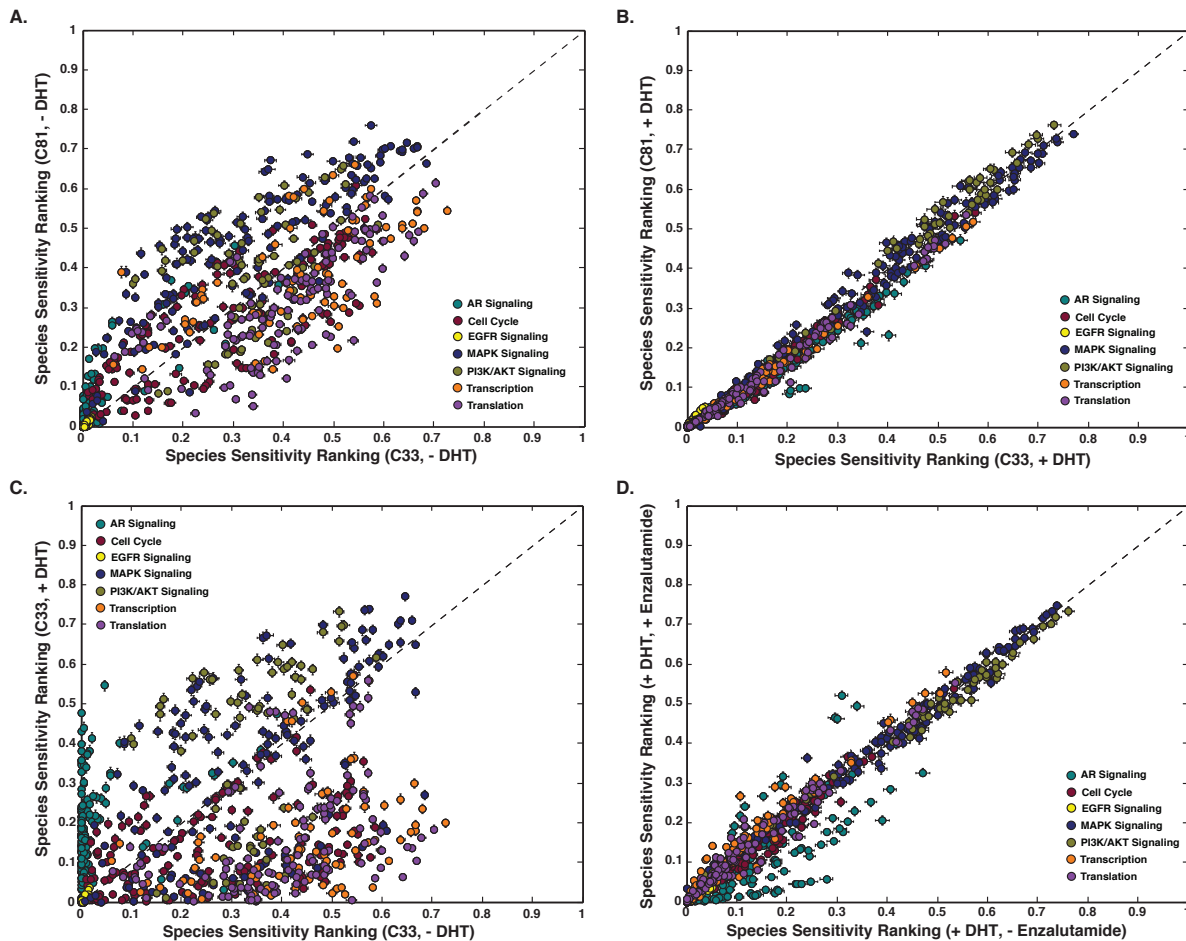 A.
1
0.9
0.8
0.7
0.6
0.5
0.4
0.3
0.2
0.1
0
0 0.1 0.2 0.3 0.4 0.5 0.6 0.7 0.8 0.9 1
Species Sensitivity Ranking (C81, - DHT)
Species Sensitivity Ranking (C33, - DHT)
AR Signaling
Cell Cycle
EGFR Signaling
MAPK Signaling
PI3K/AKT Signaling
Transcription
Translation
B.
1
0.9
0.8
0.7
0.6
0.5
0.4
0.3
0.2
0.1
0
0 0.1 0.2 0.3 0.4 0.5 0.6 0.7 0.8 0.9 1
Species Sensitivity Ranking (C81, + DHT)
Species Sensitivity Ranking (C33, + DHT)
AR Signaling
Cell Cycle
EGFR Signaling
MAPK Signaling
PI3K/AKT Signaling
Transcription
Translation
C.
1
0.9
0.8
0.7
0.6
0.5
0.4
0.3
0.2
0.1
0
0 0.1 0.2 0.3 0.4 0.5 0.6 0.7 0.8 0.9 1
Species Sensitivity Ranking (C33, + DHT)
Species Sensitivity Ranking (C33, - DHT)
AR Signaling
Cell Cycle
EGFR Signaling
MAPK Signaling
PI3K/AKT Signaling
Transcription
Translation
D.
1
0.9
0.8
0.7
0.6
0.5
0.4
0.3
0.2
0.1
0
0 0.1 0.2 0.3 0.4 0.5 0.6 0.7 0.8 0.9 1
Species Sensitivity Ranking (+ DHT, + Enzalutamide)
Species Sensitivity Ranking (+ DHT, - Enzalutamide)
AR Signaling
Cell Cycle
EGFR Signaling
MAPK Signaling
PI3K/AKT Signaling
Transcription
Translation